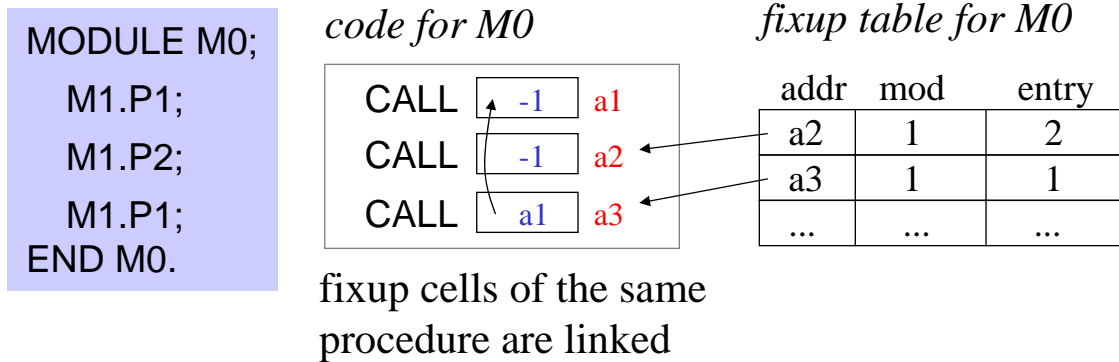 MODULE M0;
M1.P1;
M1.P2;
M1.P1;
END M0.
code for M0
CALL -1 a1
CALL -1 a2
CALL a1 a3
fixup cells of the same
procedure are linked
fixup table for M0
addr mod entry
a2 1 2
a3 1 1
... ... ...